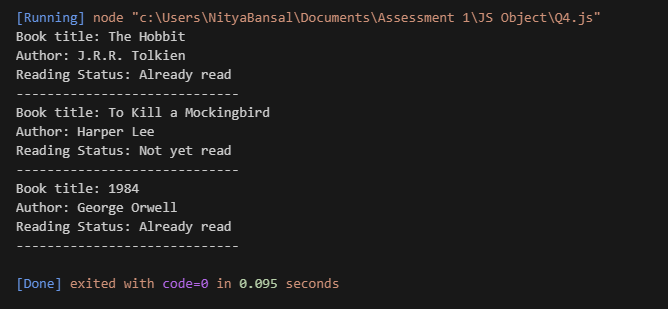 [Running] node "c:\Users\NityaBansal\Documents\Assessment 1\JS Object\Q4.js"
Book title: The Hobbit
Author: J.R.R. Tolkien
Reading Status: Already read
-----------------------------
Book title: To Kill a Mockingbird
Author: Harper Lee
Reading Status: Not yet read
-----------------------------
Book title: 1984
Author: George Orwell
Reading Status: Already read
-----------------------------
[Done] exited with code=0 in 0.095 seconds